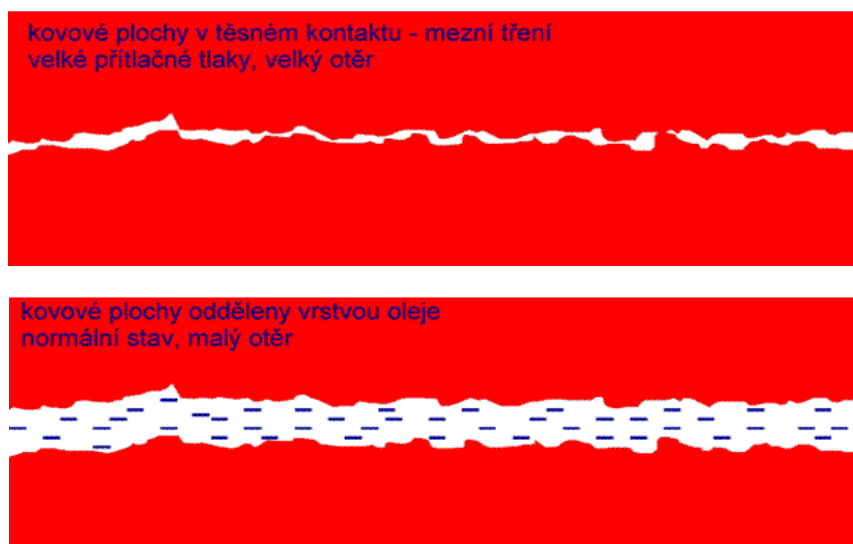 kovové plochy v těsném kontaktu - mezní tření
velké přítlačné tlaky, velký otěr
kovové plochy odděleny vrstvou oleje
normální stav, malý otěr